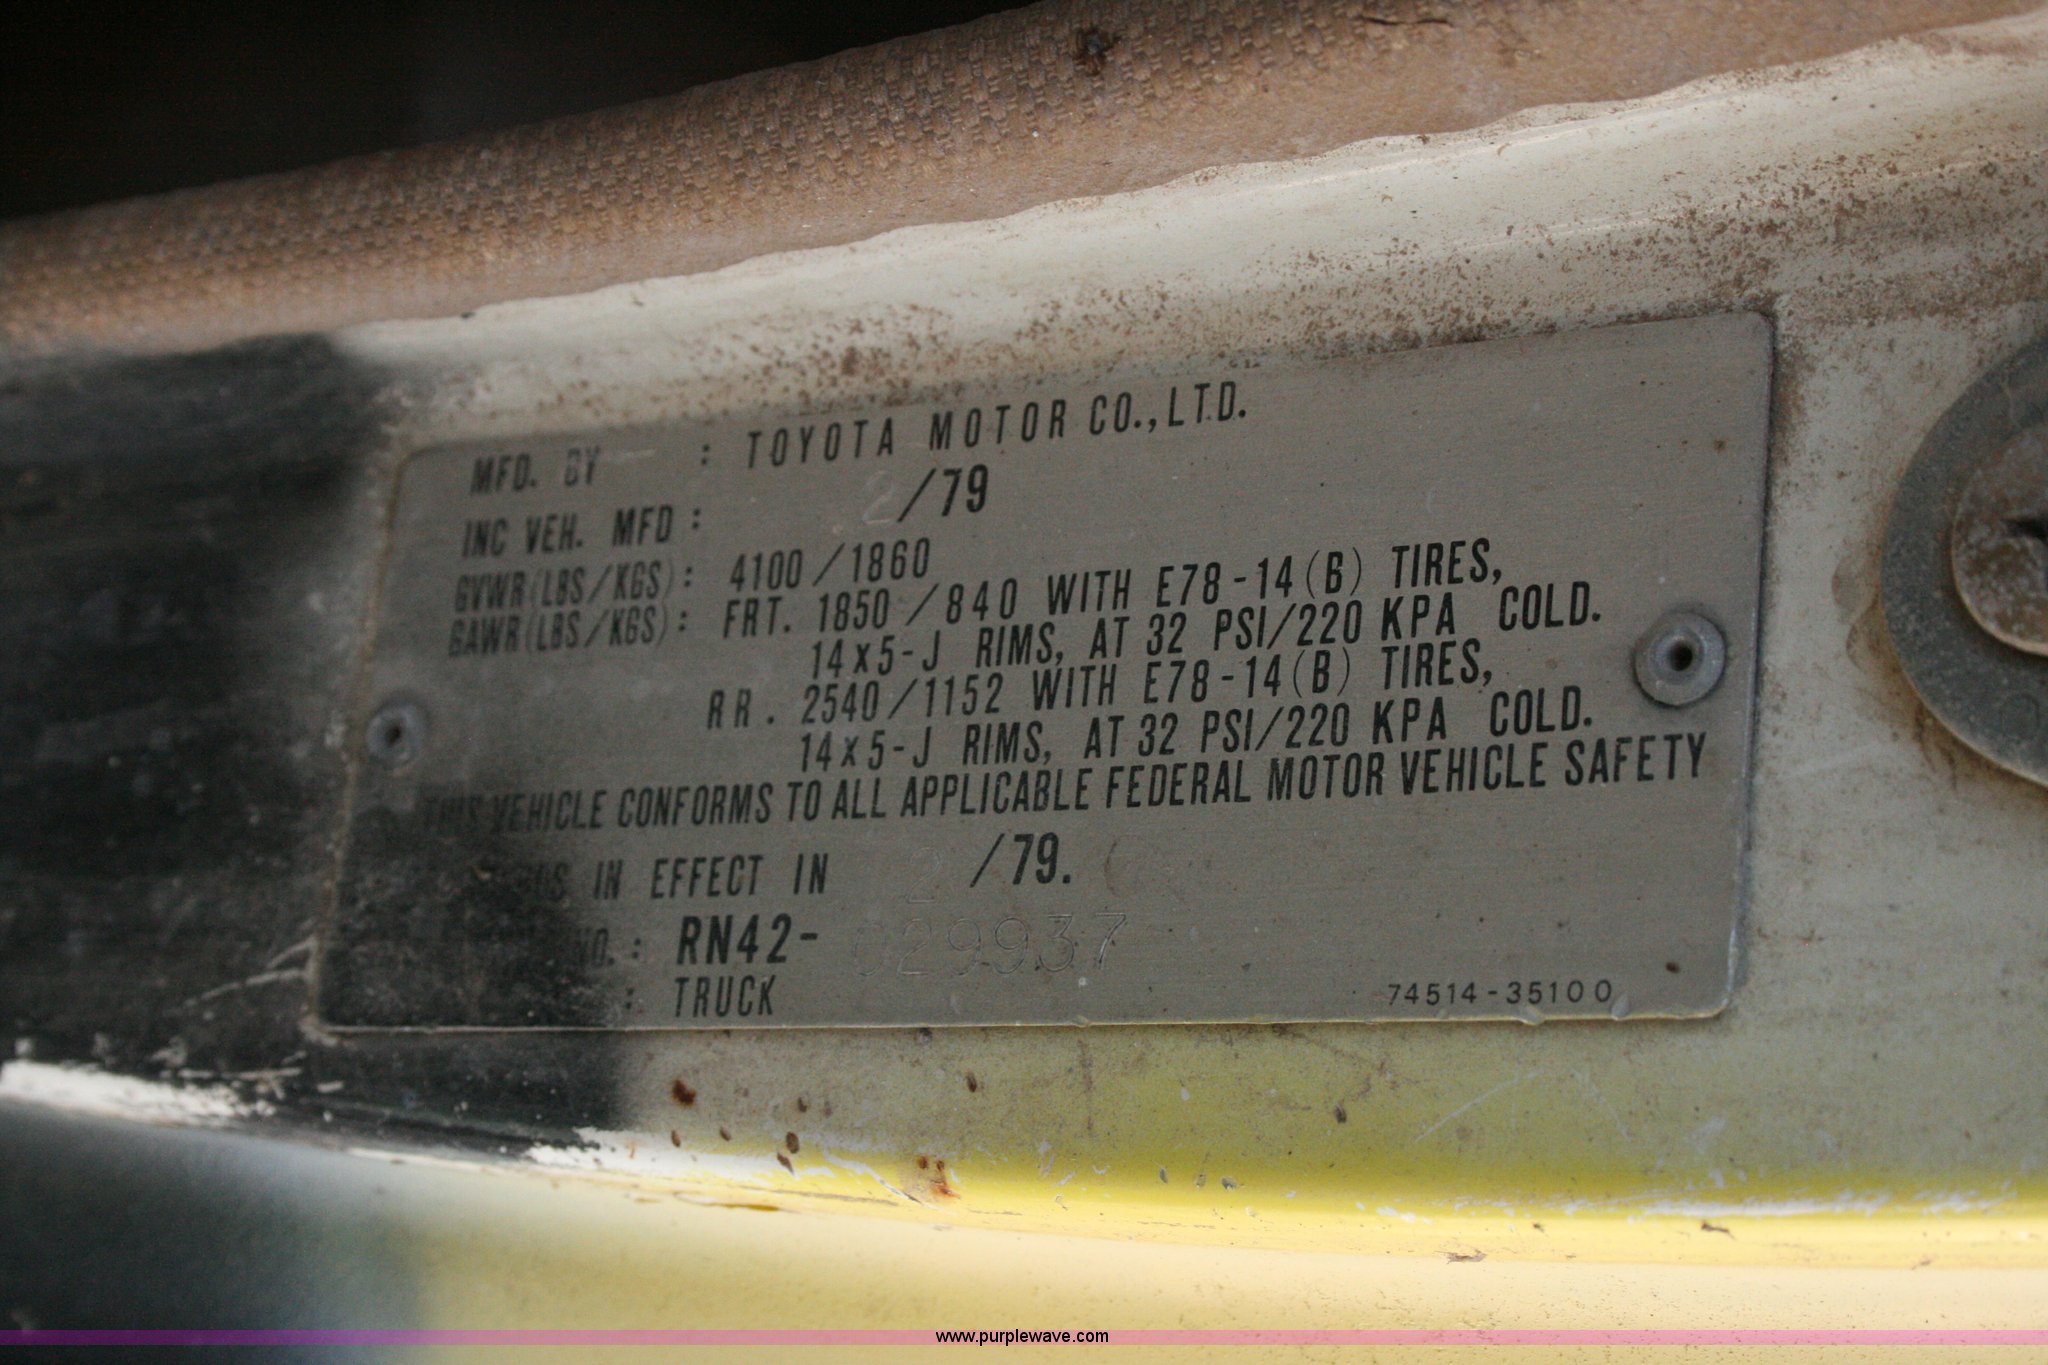 MFD. BY : TOYOTA MOTOR CO.,LTD.
INC VEH. MFD : 2/79
GVWR(LBS/KGS): 4100/1860
GAWR(LBS/KGS): FRT. 1850/840 WITH E78-14(B) TIRES,
14x5-J RIMS, AT 32 PSI/220 KPA COLD.
RR. 2540/1152 WITH E78-14(B) TIRES,
14x5-J RIMS, AT 32 PSI/220 KPA COLD.
THIS VEHICLE CONFORMS TO ALL APPLICABLE FEDERAL MOTOR VEHICLE SAFETY
IN EFFECT IN 2/79.
NO. : RN42-029937
: TRUCK
74514-35100
www.purplewave.com